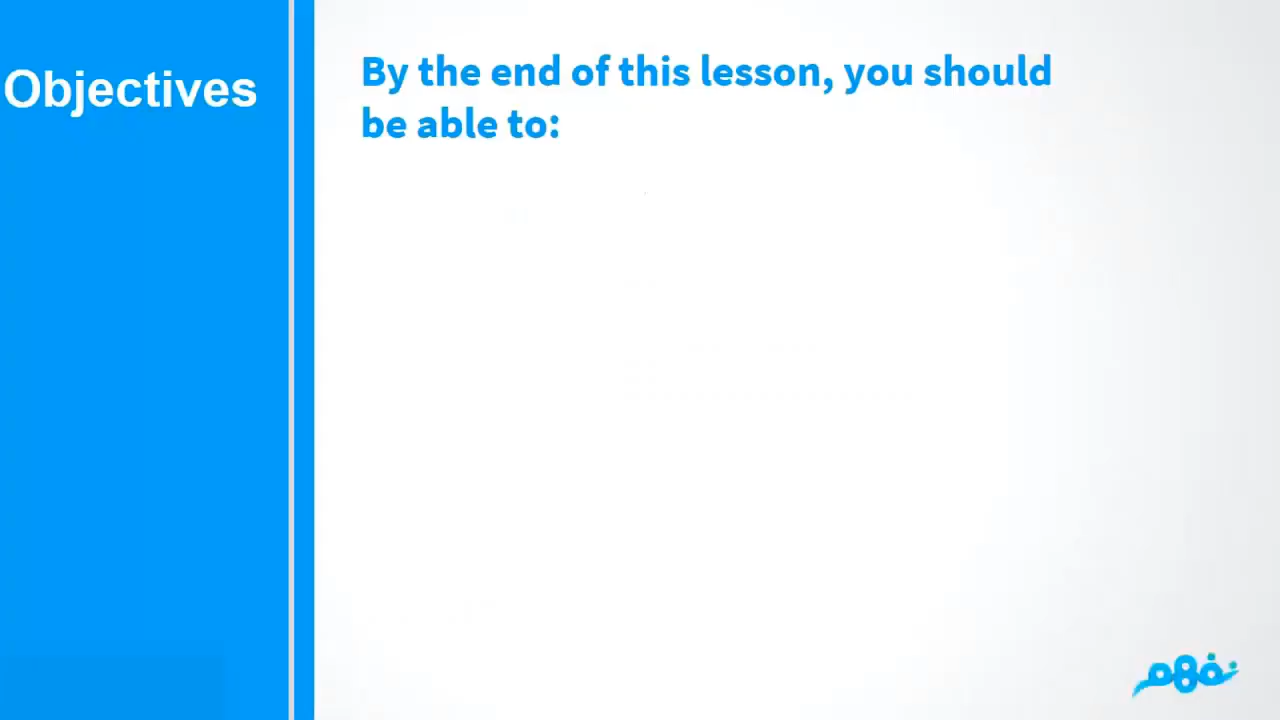 Objectives
By the end of this lesson, you should
be able to:
نفهم